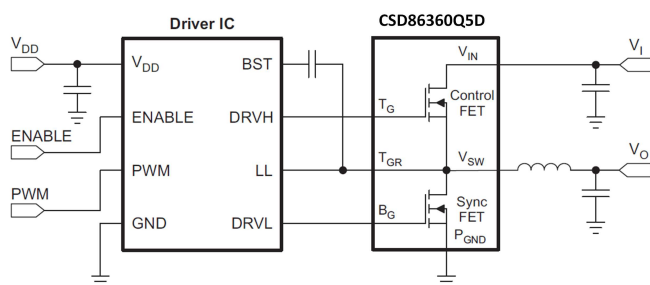 Driver IC
CSD86360Q5D
VDD
VDD
BST
VIN
VI
ENABLE
DRVH
TG
Control
FET
ENABLE
PWM
LL
TGR
VSW
VO
PWM
GND
DRVL
BG
Sync
FET
PGND